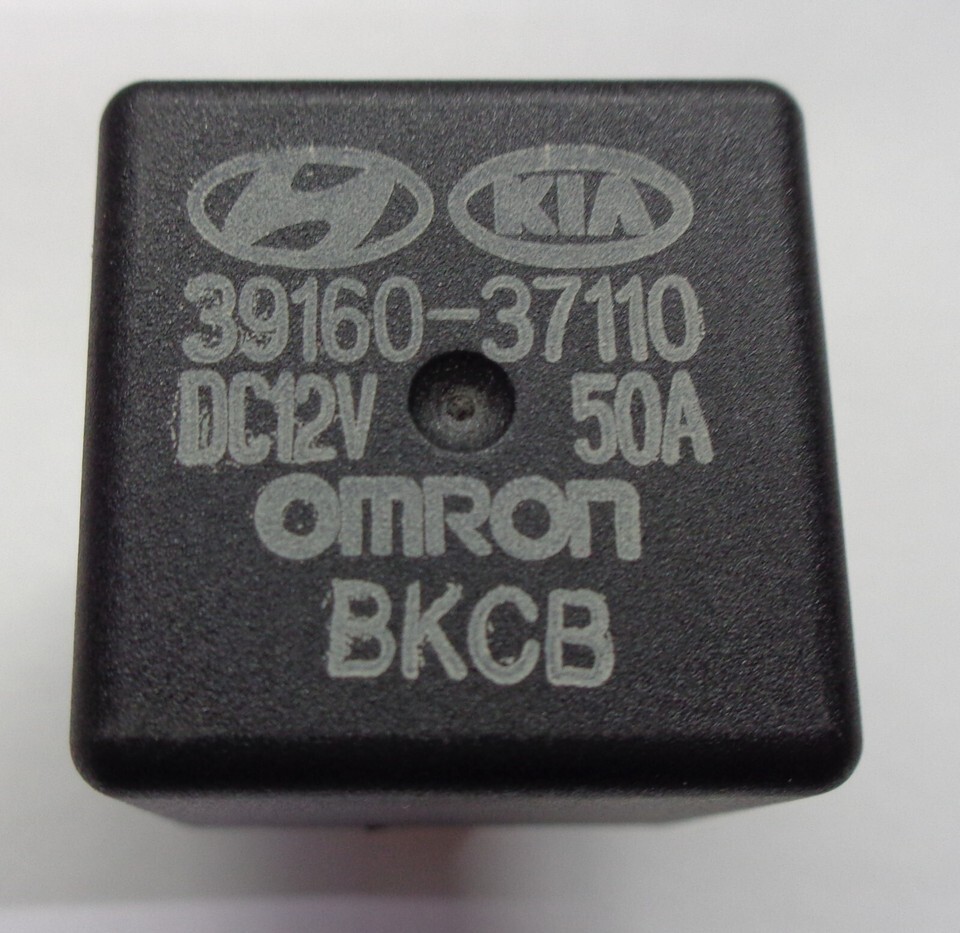 KIA
39160-37110
DC12V 50A
omron
BKCB